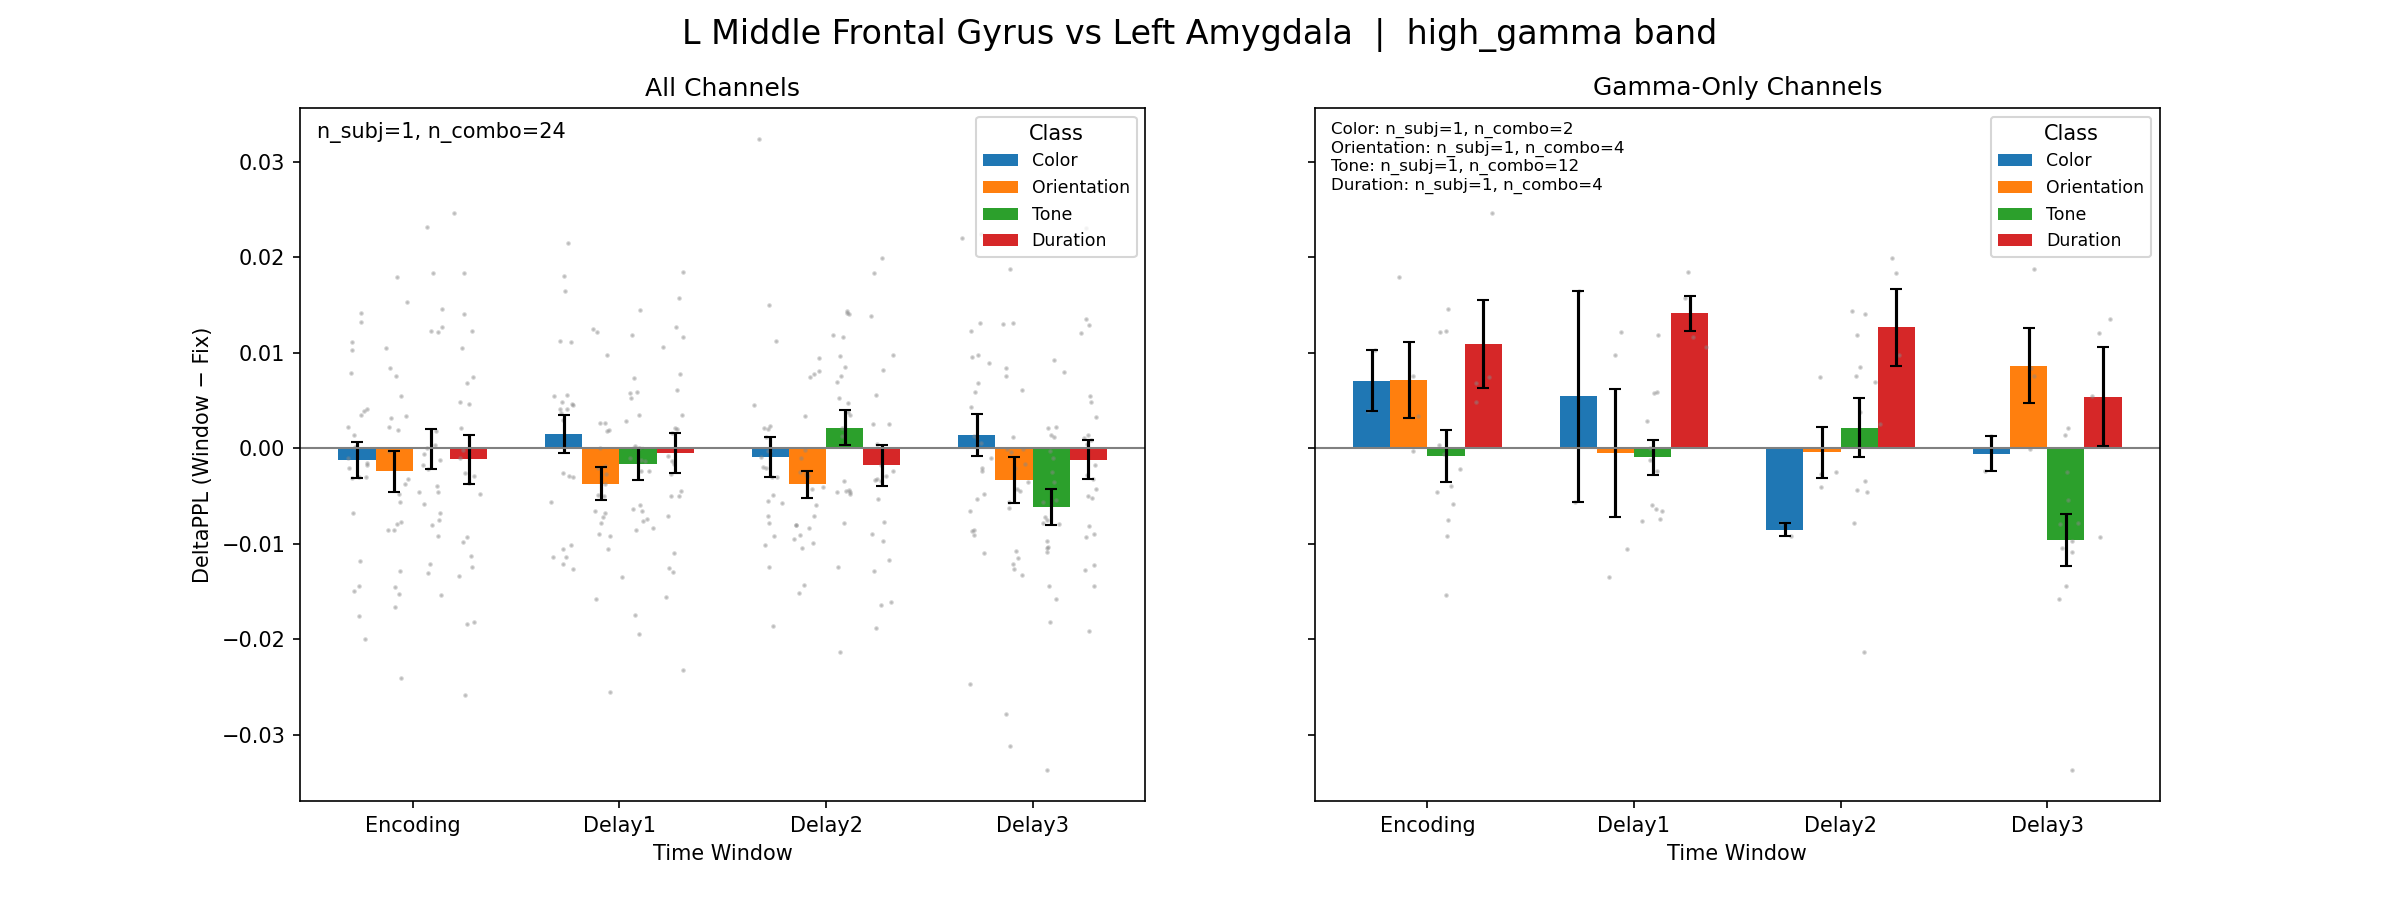 L Middle Frontal Gyrus vs Left Amygdala | high_gamma band
All Channels
n_subj=1, n_combo=24
Class
Color
Orientation
Tone
Duration
0.03
0.02
0.01
0.00
−0.01
−0.02
−0.03
DeltaPPL (Window − Fix)
Encoding
Delay1
Delay2
Delay3
Time Window
Gamma-Only Channels
Color: n_subj=1, n_combo=2
Orientation: n_subj=1, n_combo=4
Tone: n_subj=1, n_combo=12
Duration: n_subj=1, n_combo=4
Class
Color
Orientation
Tone
Duration
Encoding
Delay1
Delay2
Delay3
Time Window